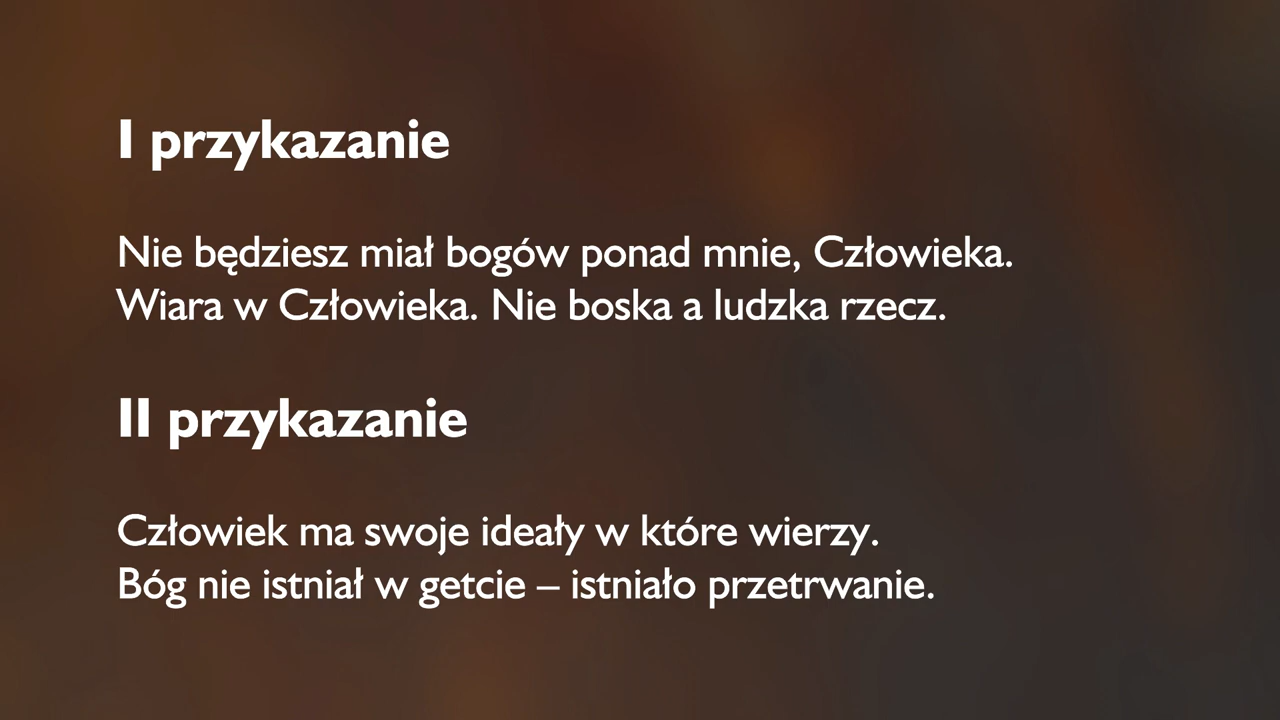 I przykazanie
Nie będziesz miał bogów ponad mnie, Człowieka.
Wiara w Człowieka. Nie boska a ludzka rzecz.
II przykazanie
Człowiek ma swoje ideały w które wierzy.
Bóg nie istniał w getcie – istniało przetrwanie.